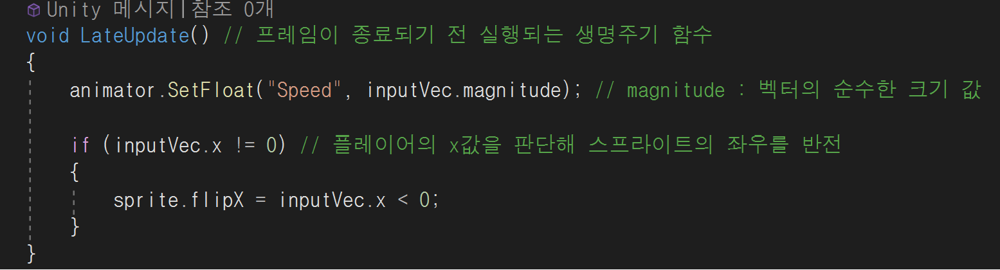 Unity 메시지|참조 0개
void LateUpdate() // 프레임이 종료되기 전 실행되는 생명주기 함수
{
animator.SetFloat("Speed", inputVec.magnitude); // magnitude : 벡터의 순수한 크기 값
if (inputVec.x != 0) // 플레이어의 x값을 판단해 스프라이트의 좌우를 반전
{
sprite.flipX = inputVec.x < 0;
}
}